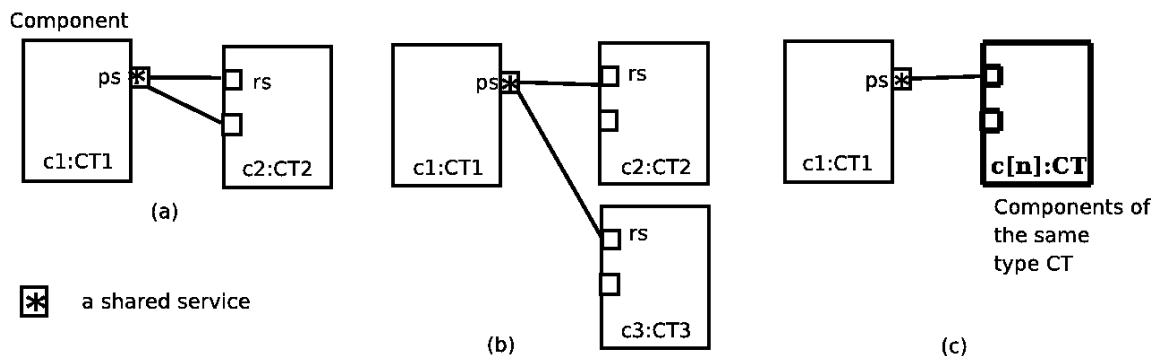 Component
ps * rs
c1:CT1 c2:CT2
(a)
* a shared service
ps * rs
c1:CT1 c2:CT2
rs
c3:CT3
(b)
ps *
c1:CT1 c[n]:CT
Components of
the same
type CT
(c)